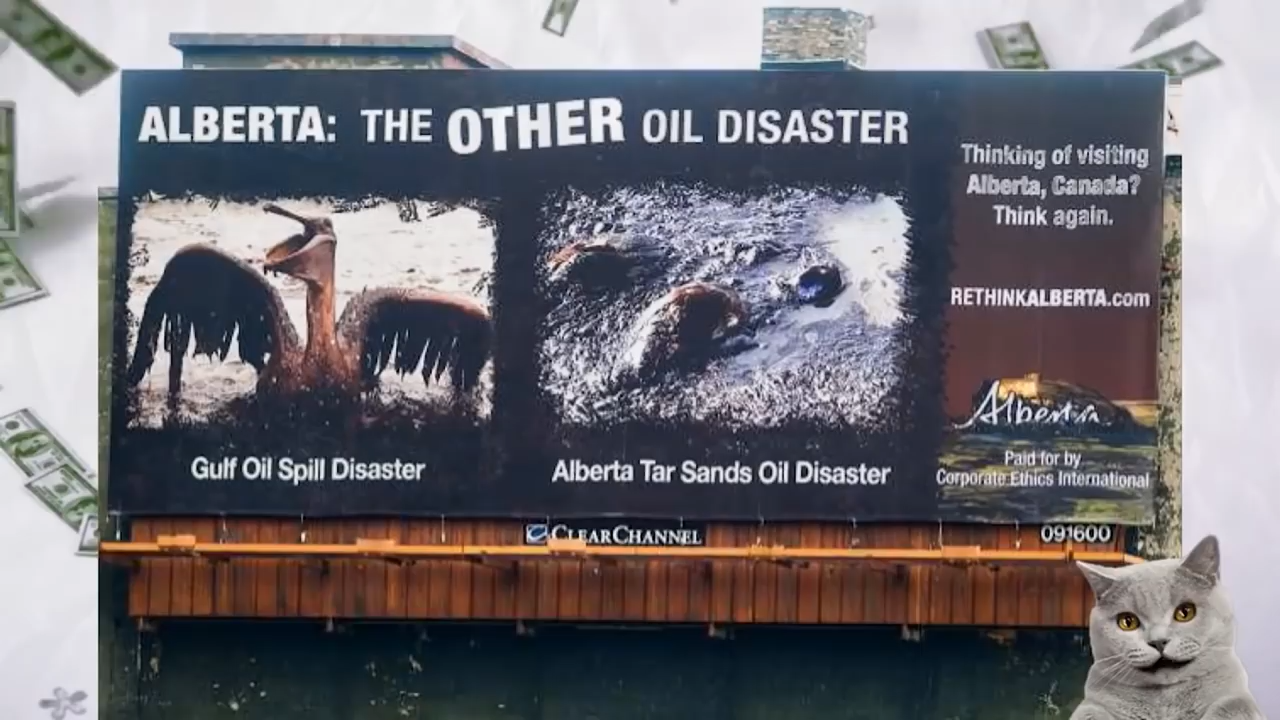 ALBERTA: THE OTHER OIL DISASTER
Gulf Oil Spill Disaster
Alberta Tar Sands Oil Disaster
Thinking of visiting
Alberta, Canada?
Think again.
RETHINKALBERTA.com
Alberta
Paid for by
Corporate Ethics International
CLEARCHANNEL
091600